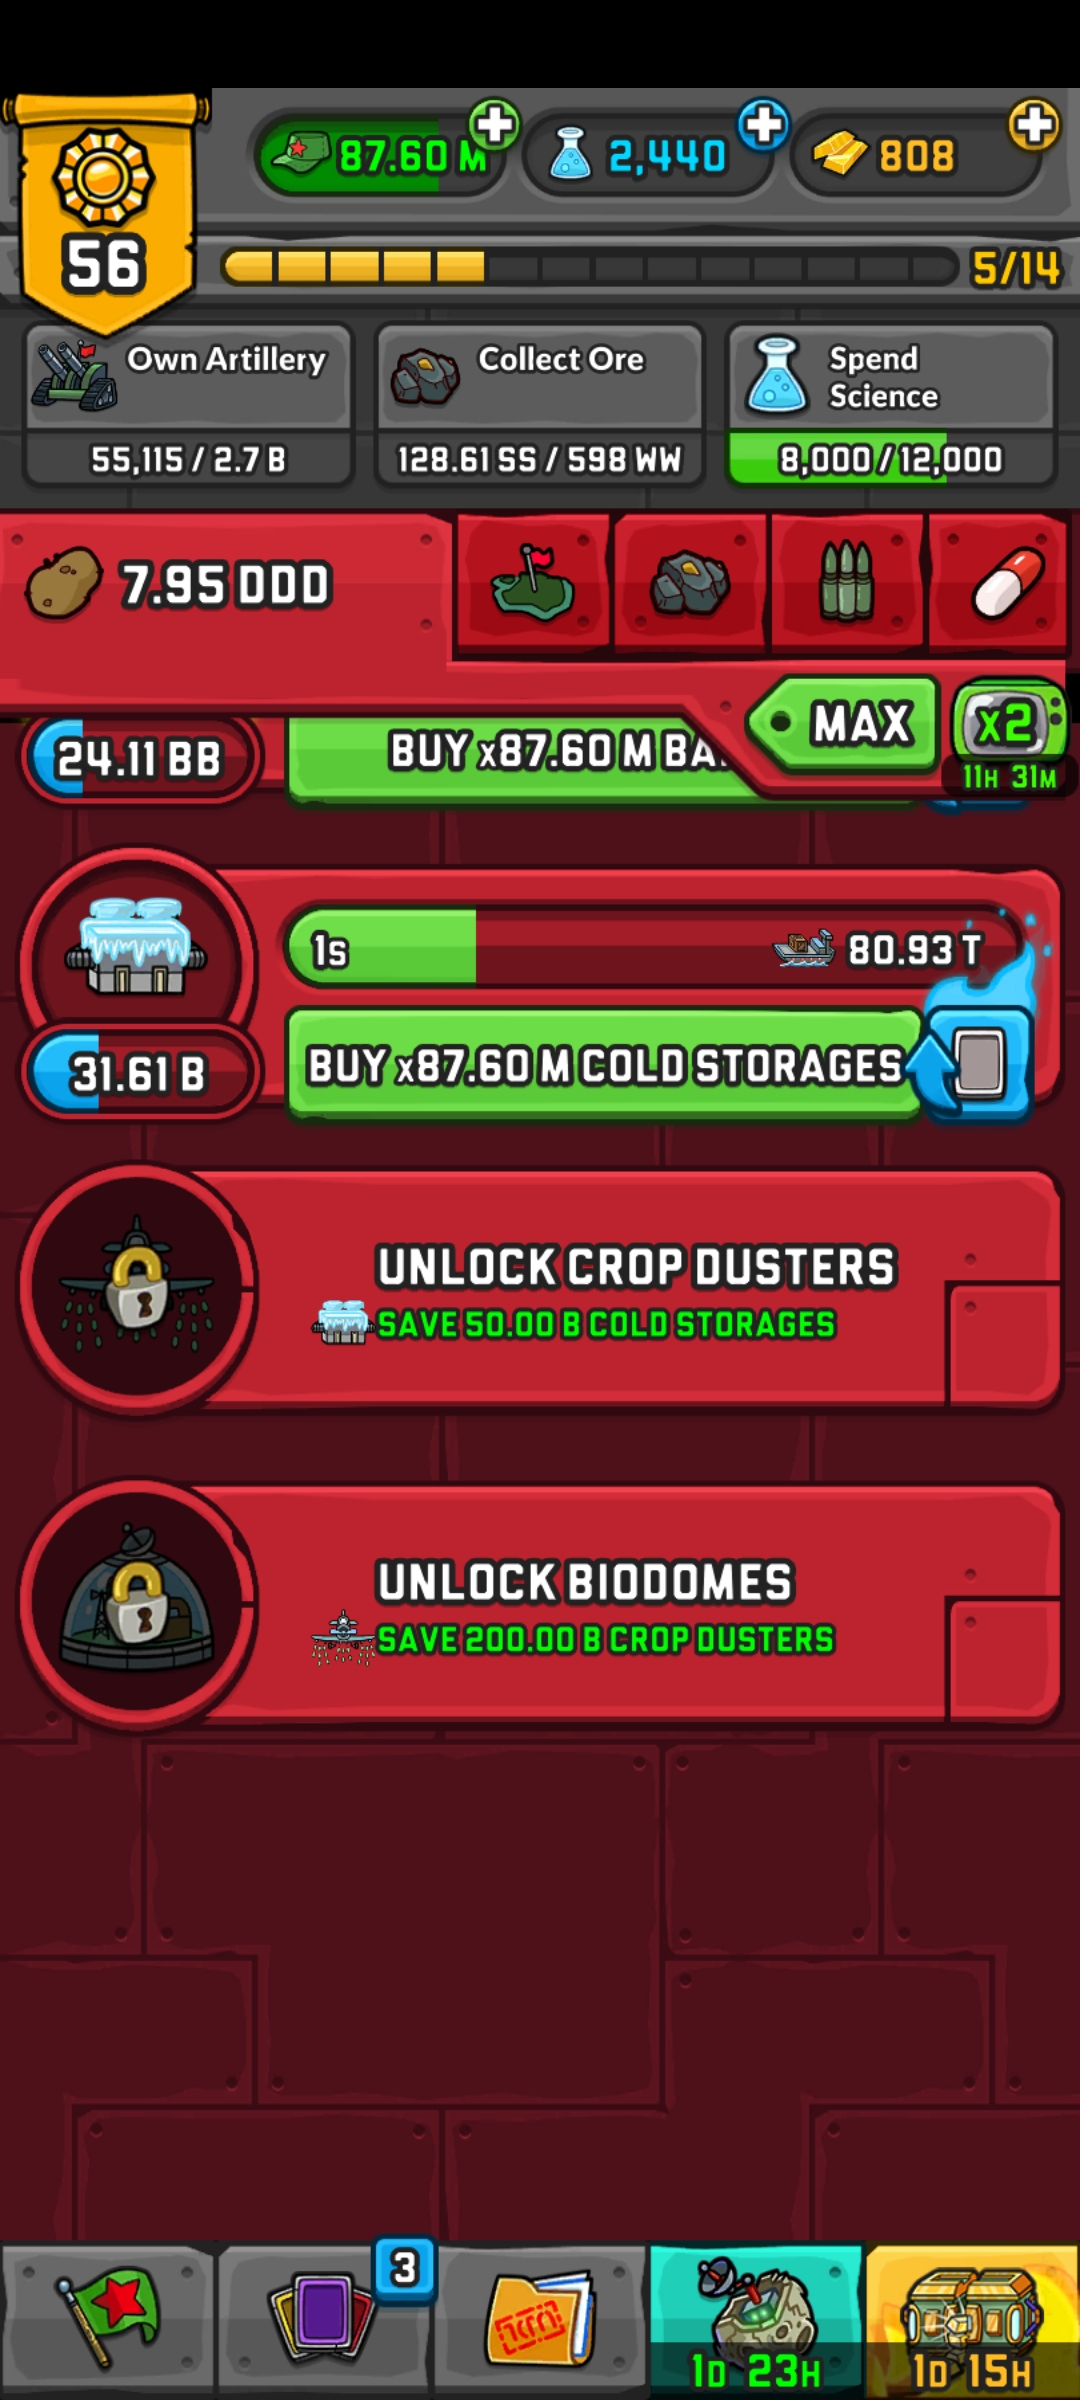 87.60 M
2,440
808
56
5/14
Own Artillery
55,115 / 2.7 B
Collect Ore
128.61 SS / 598 WW
Spend
Science
8,000 / 12,000
7.95 DDD
MAX
x2
11H 31M
24.11 BB
BUY x87.60 M BA
1s
80.93 T
31.61 B
BUY x87.60 M COLD STORAGES
UNLOCK CROP DUSTERS
SAVE 50.00 B COLD STORAGES
UNLOCK BIODOMES
SAVE 200.00 B CROP DUSTERS
3
1D 23H
1D 15H